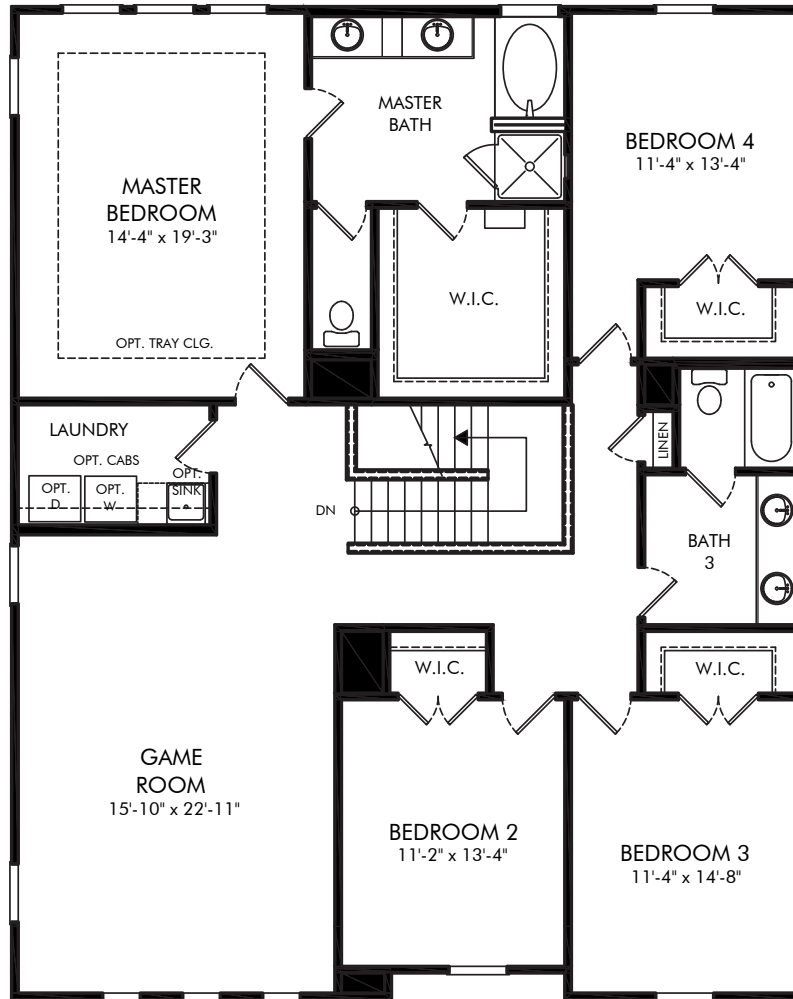 MASTER
BATH
BEDROOM 4
11'-4" x 13'-4"
MASTER
BEDROOM
14'-4" x 19'-3"
W.I.C.
W.I.C.
OPT. TRAY CLG.
LAUNDRY
OPT. CABS
OPT.
SINK
OPT.
D
OPT.
W
LINEN
DN
BATH
3
W.I.C.
W.I.C.
GAME
ROOM
15'-10" x 22'-11"
BEDROOM 2
11'-2" x 13'-4"
BEDROOM 3
11'-4" x 14'-8"